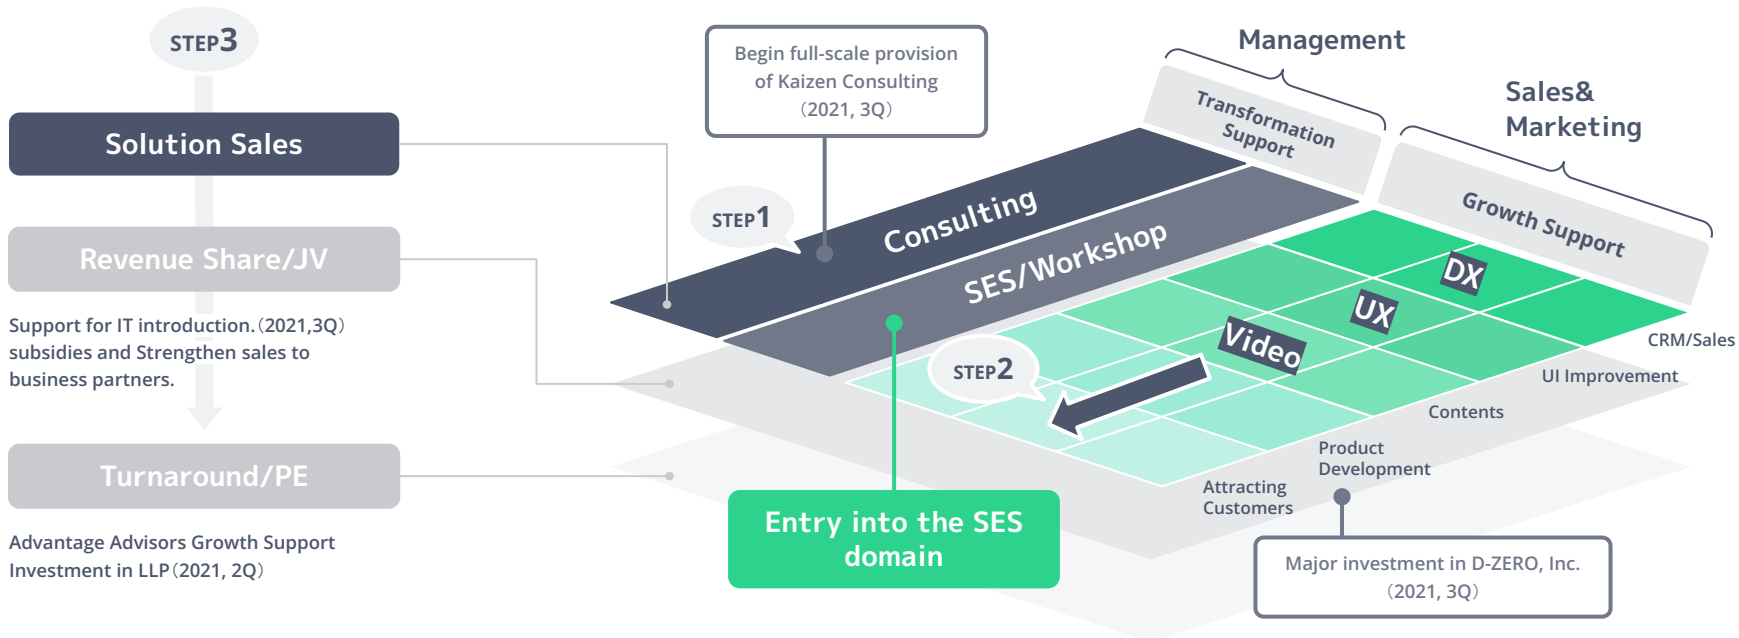 STEP3
Solution Sales
Revenue Share/JV
Support for IT introduction.（2021,3Q）
subsidies and Strengthen sales to
business partners.
Turnaround/PE
Advantage Advisors Growth Support
Investment in LLP（2021, 2Q）
Begin full-scale provision
of Kaizen Consulting
（2021, 3Q）
STEP1
Consulting
SES/Workshop
STEP2
Entry into the SES
domain
Management
Transformation
Support
Sales&
Marketing
Growth Support
DX
UX
Video
CRM/Sales
UI Improvement
Contents
Product
Development
Attracting
Customers
Major investment in D-ZERO, Inc.
（2021, 3Q）